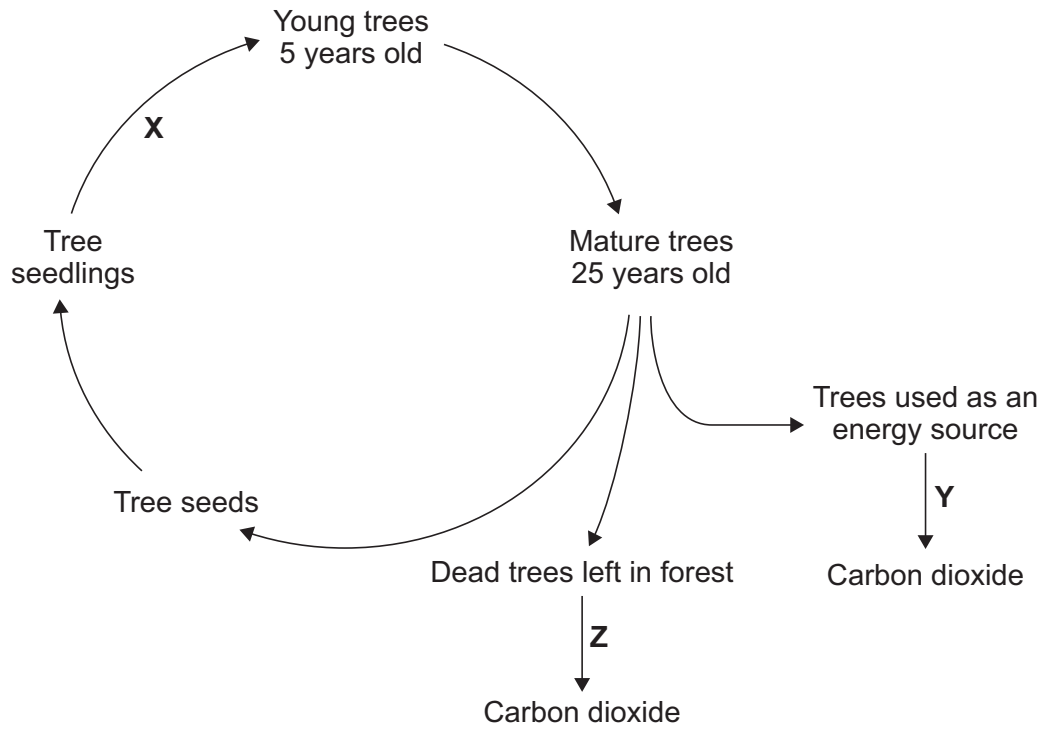 Young trees
5 years old
X
Mature trees
25 years old
Tree
seedlings
Trees used as an
energy source
Y
Tree seeds
Dead trees left in forest
Carbon dioxide
Z
Carbon dioxide